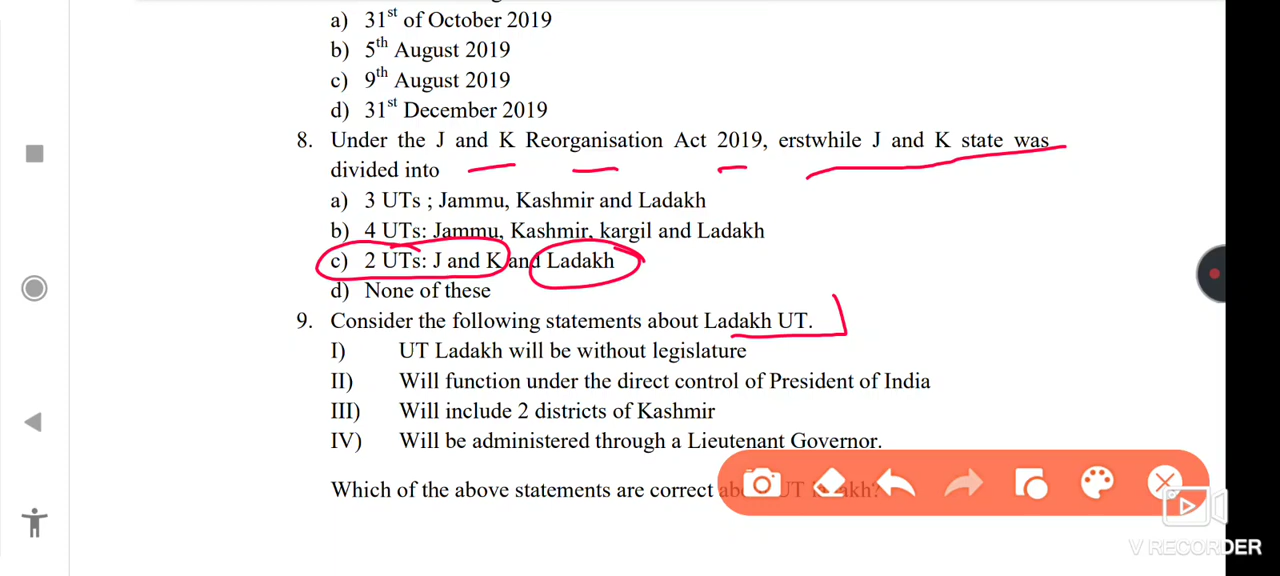 a) 31st of October 2019
b) 5th August 2019
c) 9th August 2019
d) 31st December 2019
8. Under the J and K Reorganisation Act 2019, erstwhile J and K state was
divided into
a) 3 UTs ; Jammu, Kashmir and Ladakh
b) 4 UTs: Jammu, Kashmir, kargil and Ladakh
c) 2 UTs: J and K and Ladakh
d) None of these
9. Consider the following statements about Ladakh UT.
I) UT Ladakh will be without legislature
II) Will function under the direct control of President of India
III) Will include 2 districts of Kashmir
IV) Will be administered through a Lieutenant Governor.
Which of the above statements are correct about UT Ladakh?
V RECORDER